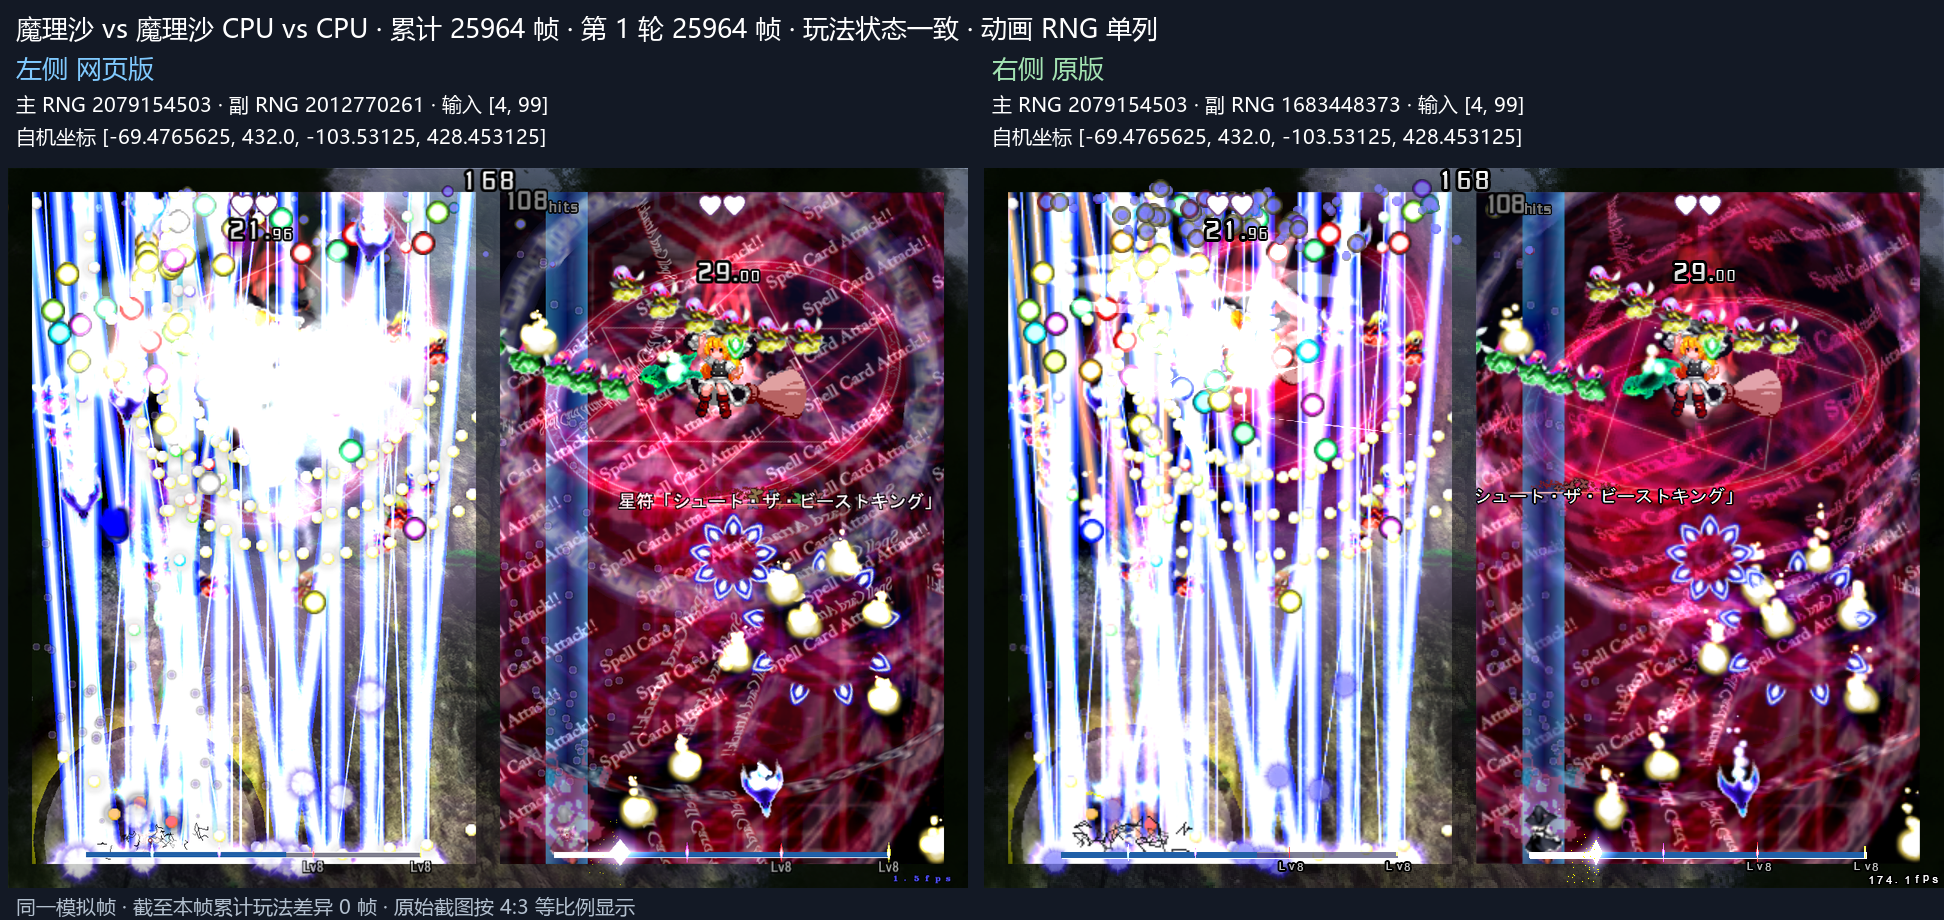 魔理沙 vs 魔理沙 CPU vs CPU · 累计 25964 帧 · 第 1 轮 25964 帧 · 玩法状态一致 · 动画 RNG 单列
左侧 网页版
主 RNG 2079154503 · 副 RNG 2012770261 · 输入 [4, 99]
自机坐标 [-69.4765625, 432.0, -103.53125, 428.453125]
右侧 原版
主 RNG 2079154503 · 副 RNG 1683448373 · 输入 [4, 99]
自机坐标 [-69.4765625, 432.0, -103.53125, 428.453125]
168
108hits
21.96
29.00
Spell Card Attack!!
星符「シュート・ザ・ビーストキング」
Lv8
Lv8
Lv8
Lv8
1.5fps
168
108hits
21.96
29.00
Spell Card Attack!!
シュート・ザ・ビーストキング」
Lv8
Lv8
Lv8
Lv8
174.1fps
同一模拟帧 · 截至本帧累计玩法差异 0 帧 · 原始截图按 4:3 等比例显示